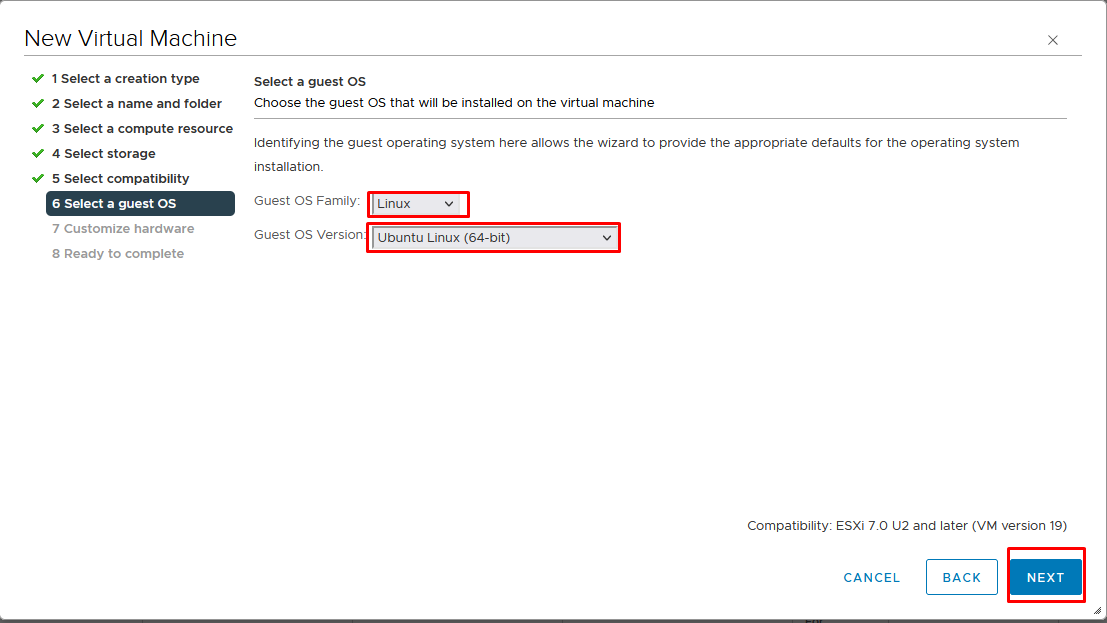 New Virtual Machine
1 Select a creation type
2 Select a name and folder
3 Select a compute resource
4 Select storage
5 Select compatibility
6 Select a guest OS
7 Customize hardware
8 Ready to complete
Select a guest OS
Choose the guest OS that will be installed on the virtual machine
Identifying the guest operating system here allows the wizard to provide the appropriate defaults for the operating system
installation.
Guest OS Family: Linux
Guest OS Version: Ubuntu Linux (64-bit)
Compatibility: ESXi 7.0 U2 and later (VM version 19)
CANCEL BACK NEXT